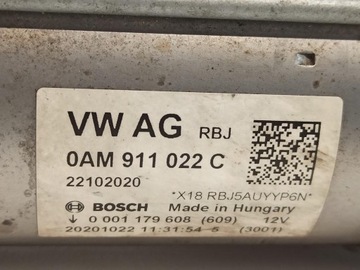 VW AG RBJ
0AM 911 022 C
22102020
*X18 RBJ5AUYYP6N*
BOSCH Made in Hungary
0 001 179 608 (609) 12V
20201022 11:31:54-5 (3001)